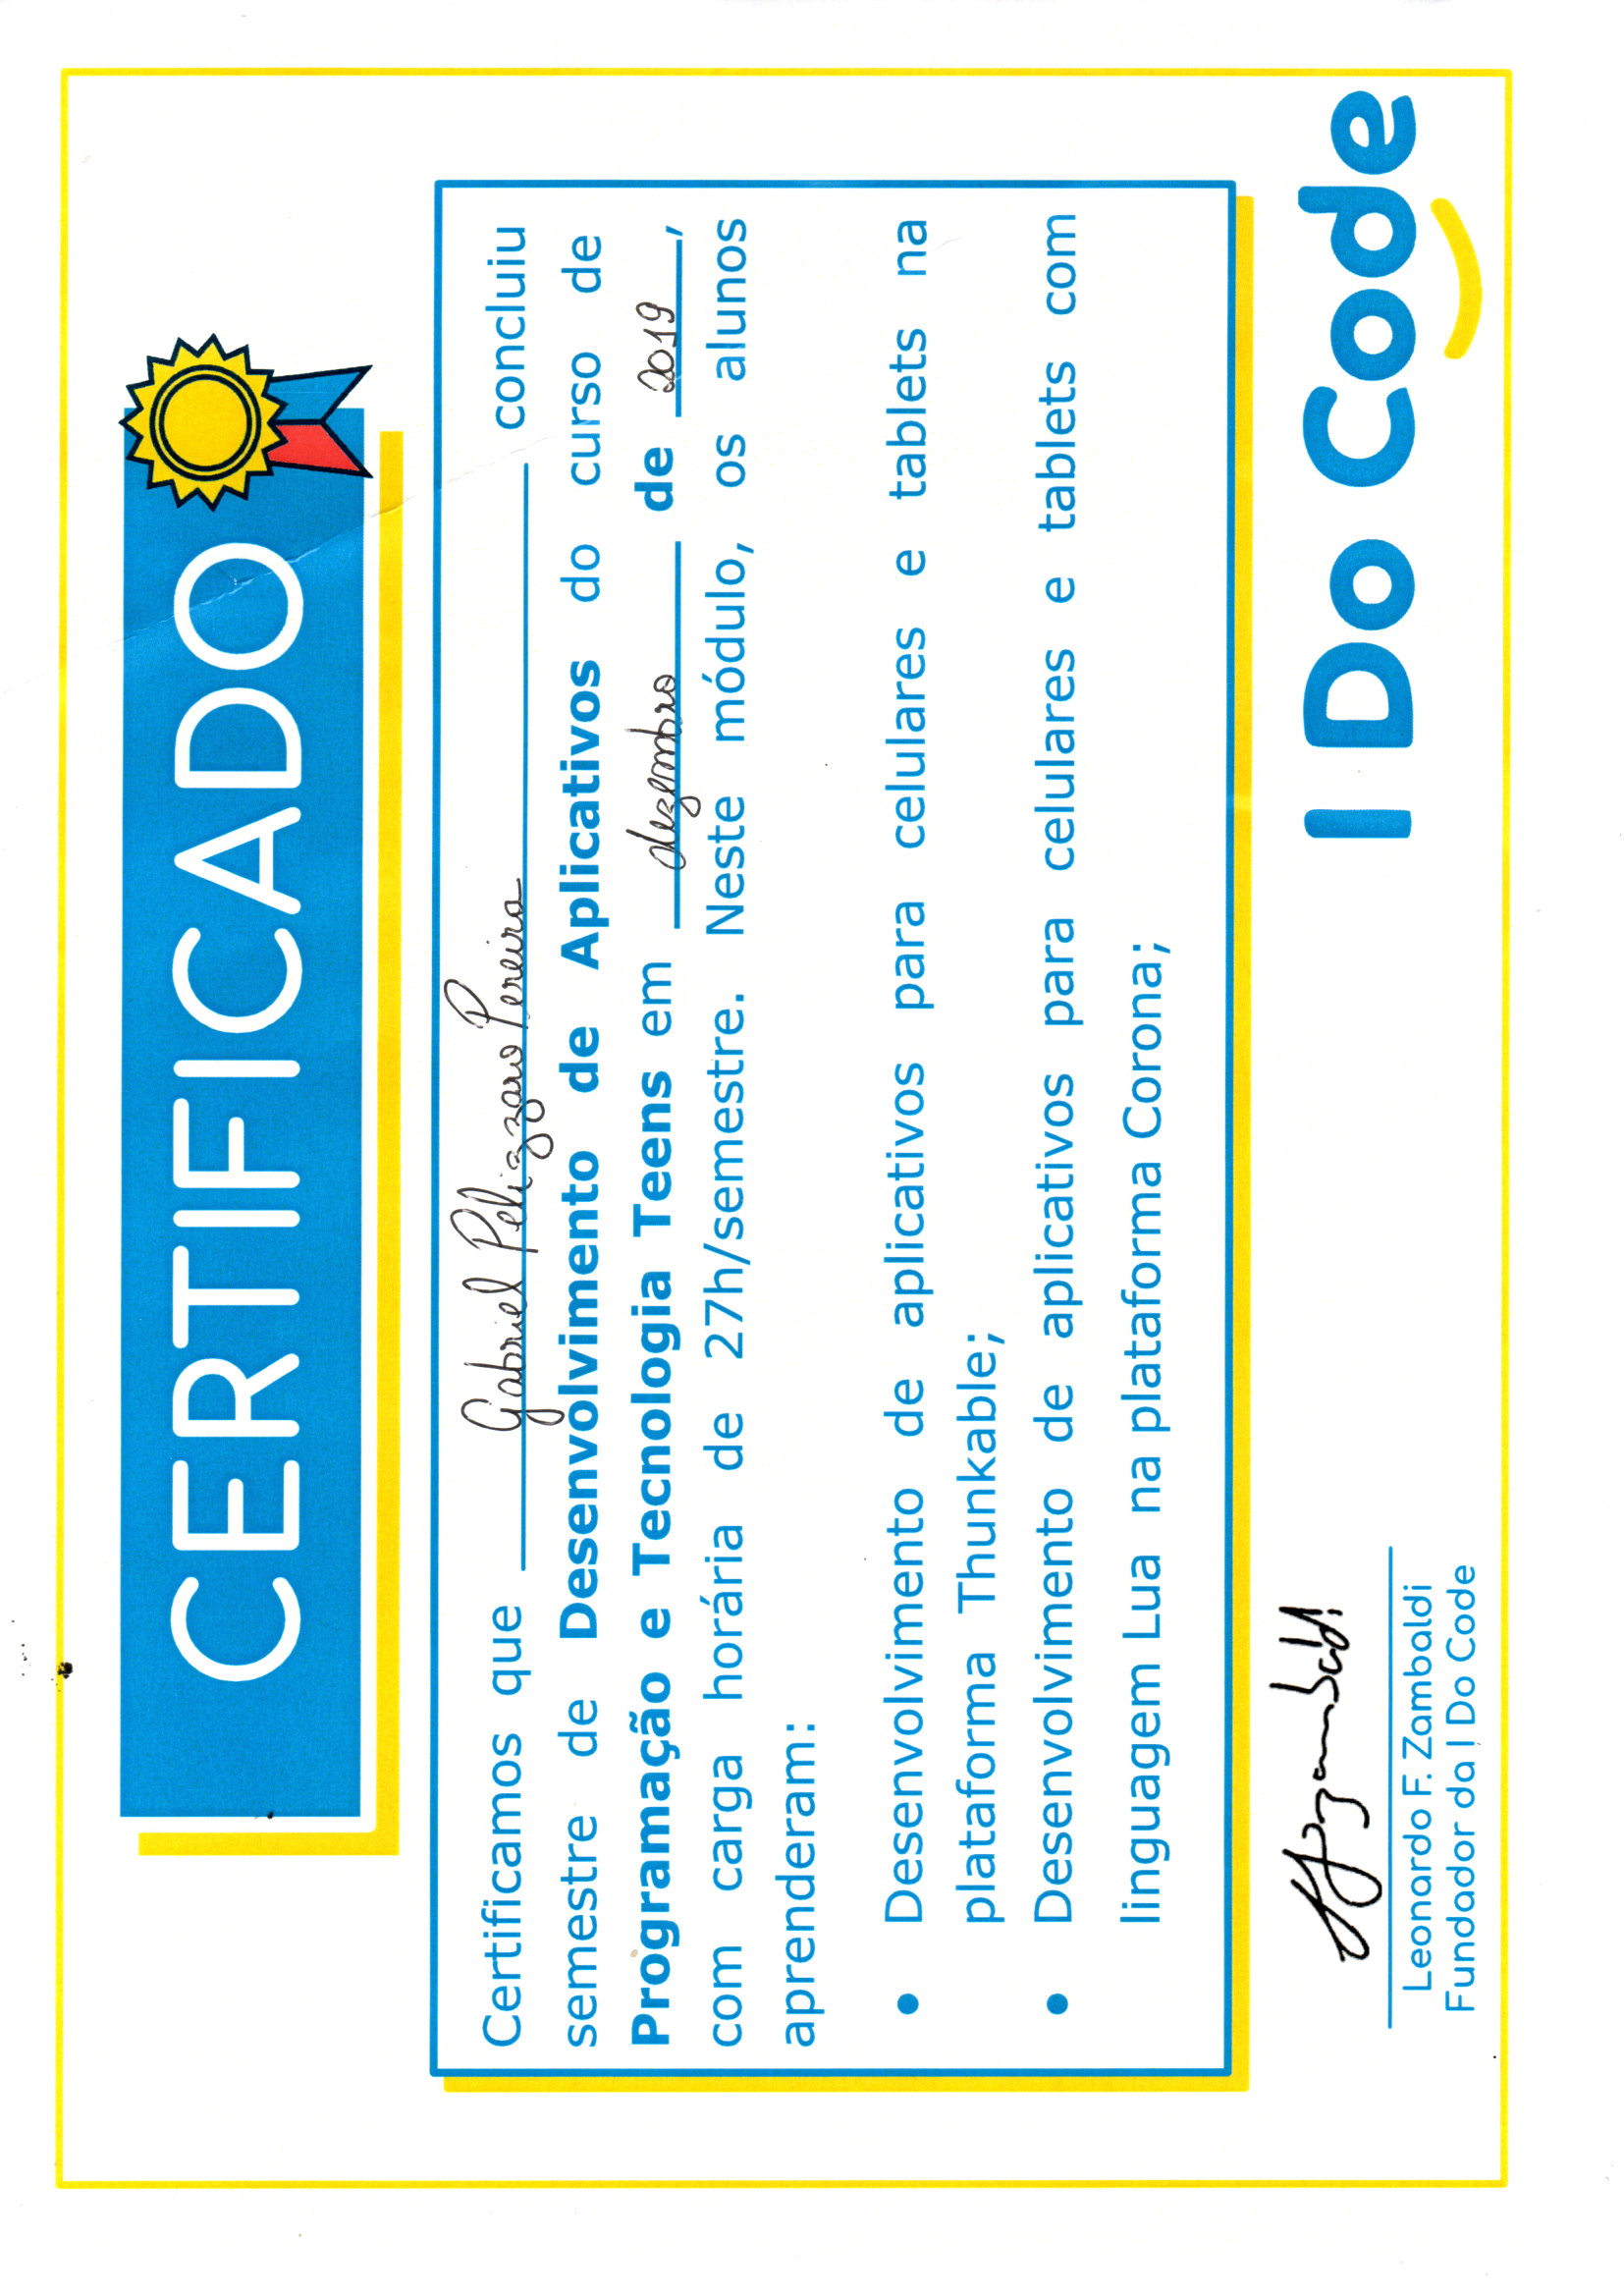 CERTIFICADO
Certificamos que Gabriel Pelizzaro Pereira concluiu
semestre de Desenvolvimento de Aplicativos do curso de
Programação e Tecnologia Teens em dezembro de 2019,
com carga horária de 27h/semestre. Neste módulo, os alunos
aprenderam:
• Desenvolvimento de aplicativos para celulares e tablets na
plataforma Thunkable;
• Desenvolvimento de aplicativos para celulares e tablets com
linguagem Lua na plataforma Corona;
Leonardo F. Zambaldi
Fundador da I Do Code
I Do Code